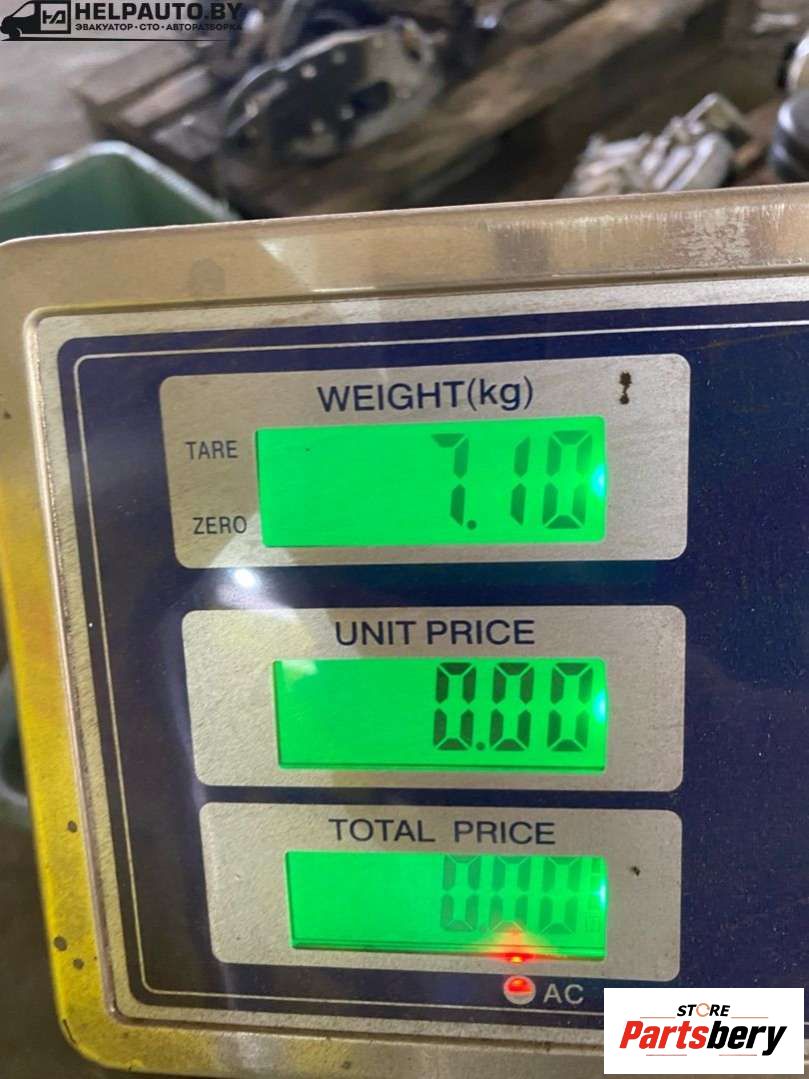 HELPAUTO.BY
ЭВАКУАТОР • СТО • АВТОРАЗБОРКА
WEIGHT(kg)
TARE
7.10
ZERO
UNIT PRICE
0.00
TOTAL PRICE
0.00
AC
STORE
Partsbery